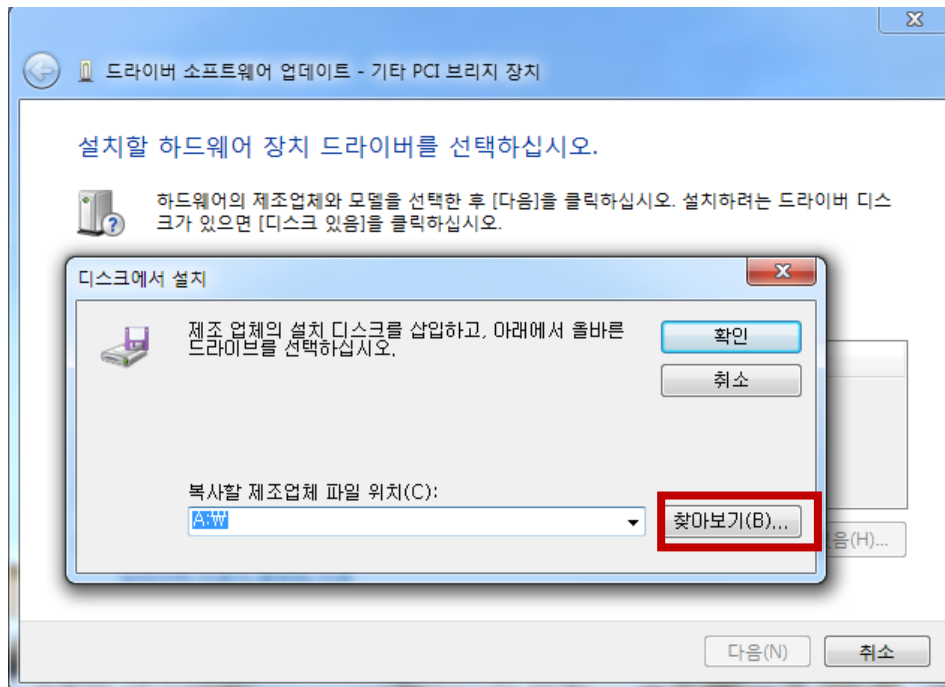 드라이버 소프트웨어 업데이트 - 기타 PCI 브리지 장치
설치할 하드웨어 장치 드라이버를 선택하십시오.
하드웨어의 제조업체와 모델을 선택한 후 [다음]을 클릭하십시오. 설치하려는 드라이버 디스
크가 있으면 [디스크 있음]을 클릭하십시오.
디스크에서 설치
제조 업체의 설치 디스크를 삽입하고, 아래에서 올바른
드라이브를 선택하십시오.
확인
취소
복사할 제조업체 파일 위치(C):
A:₩
찾아보기(B)...
음(H)...
다음(N)
취소